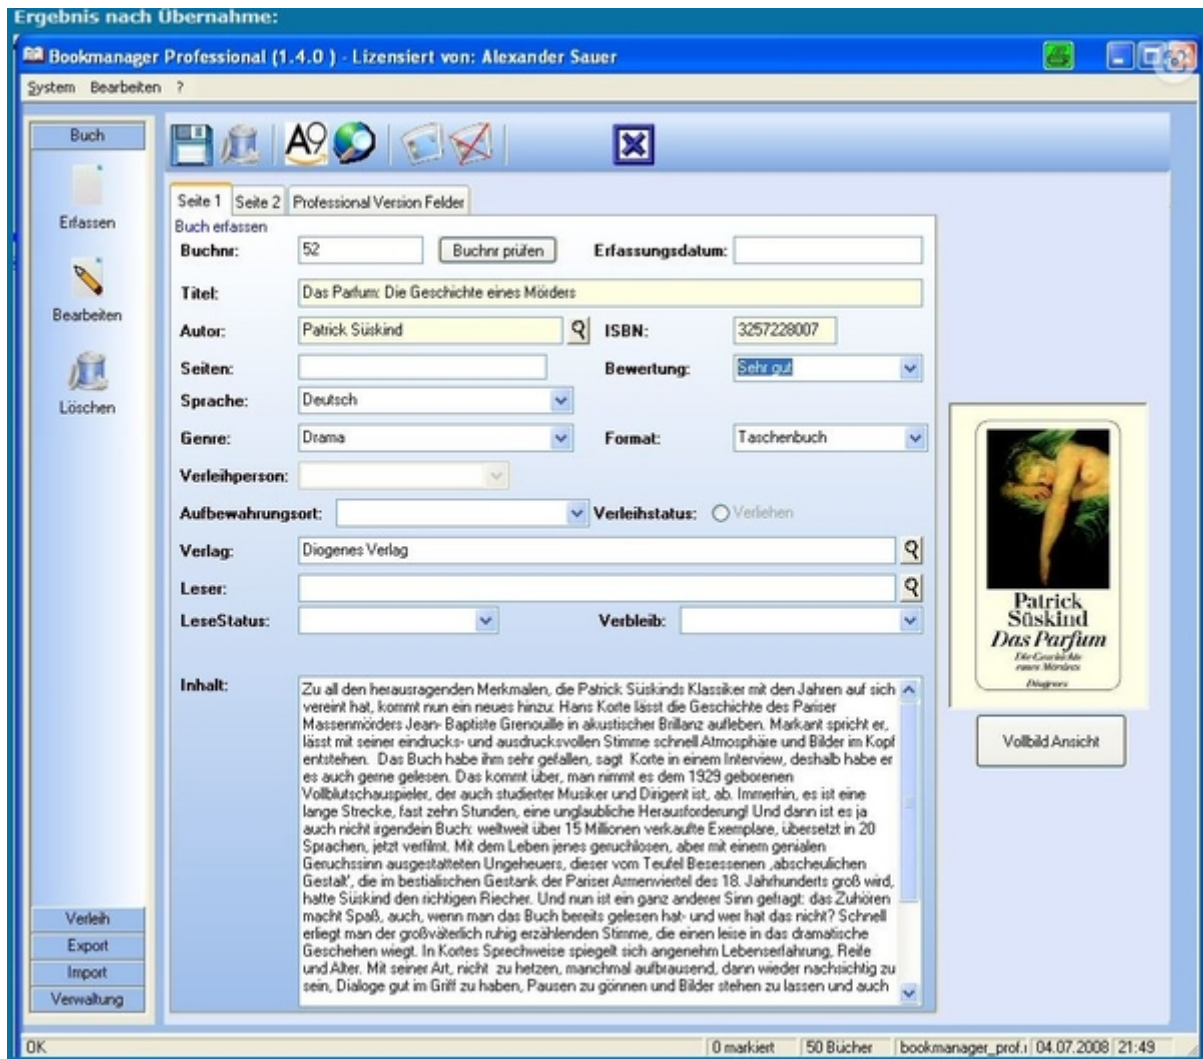 Ergebnis nach Übernahme:
Bookmanager Professional (1.4.0 ) - Lizensiert von: Alexander Sauer
System Bearbeiten ?
Buch
Erfassen
Bearbeiten
Löschen
A9
Seite 1 Seite 2 Professional Version Felder
Buch erfassen
Buchnr: 52 Buchnr prüfen Erfassungsdatum:
Titel: Das Parfum: Die Geschichte eines Mörders
Autor: Patrick Süskind ISBN: 3257228007
Seiten: Bewertung: Sehr gut
Sprache: Deutsch
Genre: Drama Format: Taschenbuch
Verleihperson:
Aufbewahrungsort: Verleihstatus: Verliehen
Verlag: Diogenes Verlag
Leser:
LeseStatus: Verbleib:
Inhalt:
Zu all den herausragenden Merkmalen, die Patrick Süskinds Klassiker mit den Jahren auf sich
vereint hat, kommt nun ein neues hinzu: Hans Korte lässt die Geschichte des Pariser
Massenmörders Jean- Baptiste Grenouille in akustischer Brillanz aufleben. Markant spricht er,
lässt mit seiner eindrucks- und ausdrucksvollen Stimme schnell Atmosphäre und Bilder im Kopf
entstehen. Das Buch habe ihm sehr gefallen, sagt Korte in einem Interview, deshalb habe er
es auch gerne gelesen. Das kommt über, man nimmt es dem 1929 geborenen
Vollblutschauspieler, der auch studierter Musiker und Dirigent ist, ab. Immerhin, es ist eine
lange Strecke, fast zehn Stunden, eine unglaubliche Herausforderung! Und dann ist es ja
auch nicht irgendein Buch: weltweit über 15 Millionen verkaufte Exemplare, übersetzt in 20
Sprachen, jetzt verfilmt. Mit dem Leben jenes geruchlosen, aber mit einem genialen
Geruchssinn ausgestatteten Ungeheuers, dieser vom Teufel Besessenen ‚abscheulichen
Gestalt', die im bestialischen Gestank der Pariser Armenviertel des 18. Jahrhunderts groß wird,
hatte Süskind den richtigen Riecher. Und nun ist ein ganz anderer Sinn gefragt: das Zuhören
macht Spaß, auch, wenn man das Buch bereits gelesen hat- und wer hat das nicht? Schnell
erliegt man der großväterlich ruhig erzählenden Stimme, die einen leise in das dramatische
Geschehen wiegt. In Kortes Sprechweise spiegelt sich angenehm Lebenserfahrung, Reife
und Alter. Mit seiner Art, nicht zu hetzen, manchmal aufbrausend, dann wieder nachsichtig zu
sein, Dialoge gut im Griff zu haben, Pausen zu gönnen und Bilder stehen zu lassen und auch
Patrick
Süskind
Das Parfum
Die Geschichte
eines Mörders
Diogenes
Vollbild Ansicht
Verleih
Export
Import
Verwaltung
OK 0 markiert 50 Bücher bookmanager_prof.i 04.07.2008 21:49